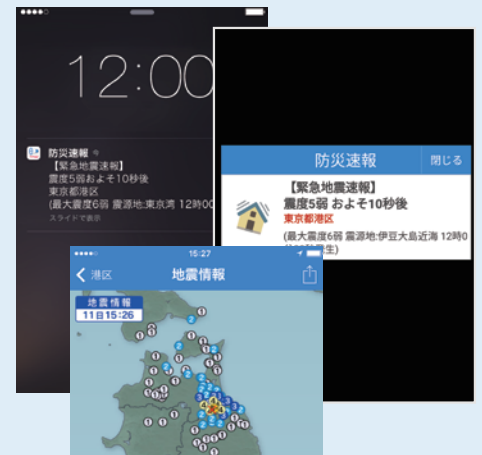 12:00
防災速報
【緊急地震速報】
震度5弱およそ10秒後
東京都港区
(最大震度6弱 震源地:東京湾 12時00
スライドで表示
防災速報
閉じる
【緊急地震速報】
震度5弱 およそ10秒後
東京都港区
(最大震度6弱 震源地:伊豆大島近海 12時0
生)
15:27
港区
地震情報
地震情報
11日15:26